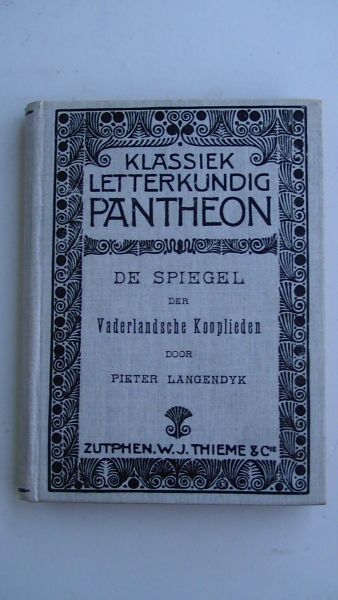 KLASSIEK
LETTERKUNDIG
PANTHEON
DE SPIEGEL
DER
Vaderlandsche Kooplieden
DOOR
PIETER LANGENDYK
ZUTPHEN. W. J. THIEME & CIE